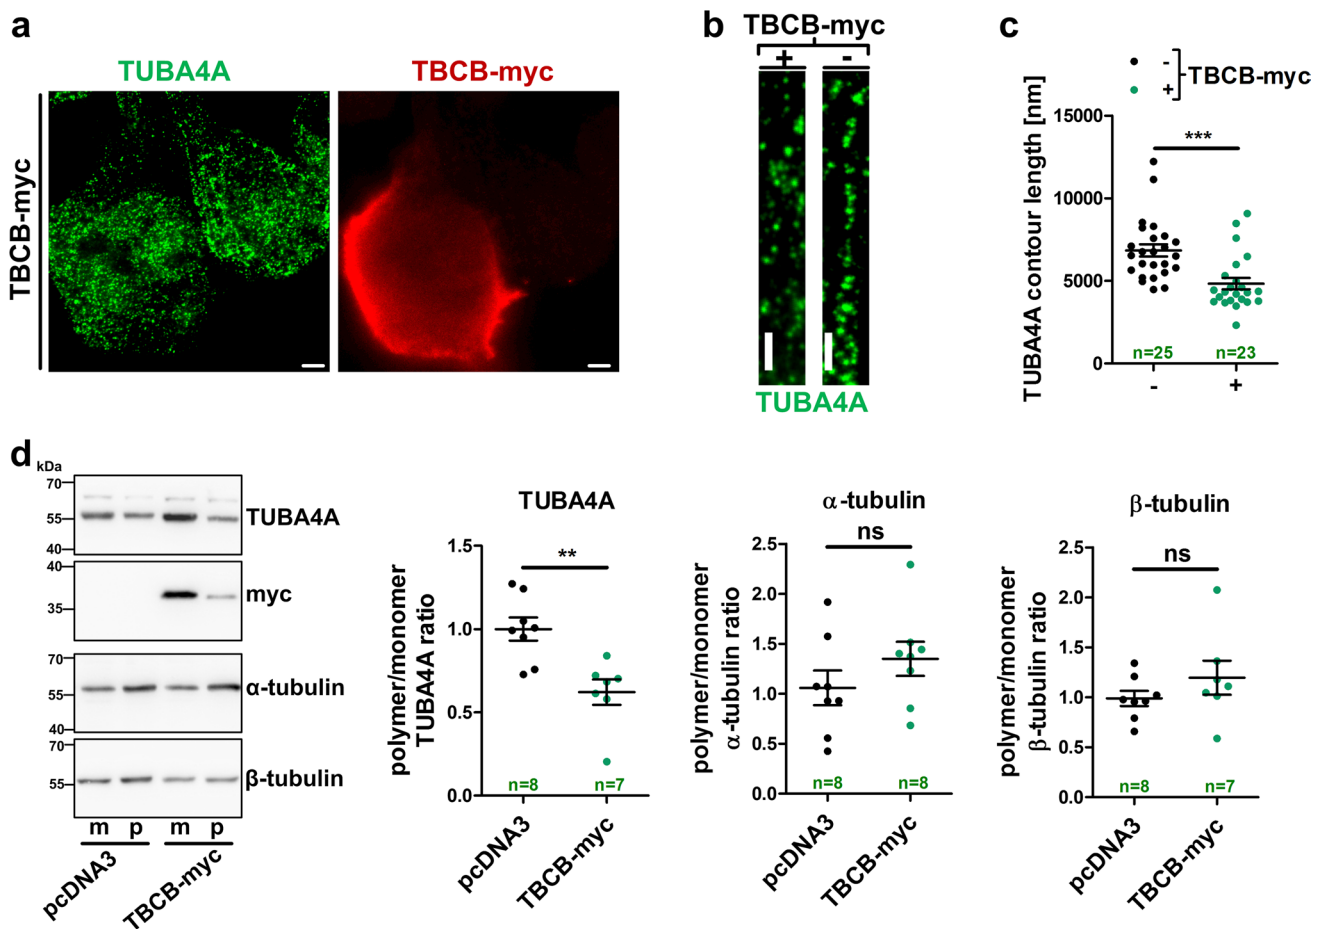 a
TUBA4A
TBCB-myc
TBCB-myc
b
TBCB-myc
+ -
TUBA4A
c
-
+
TBCB-myc
TUBA4A contour length [nm]
15000
10000
5000
0
***
n=25
n=23
- +
d
kDa
70
55
40
TUBA4A
40
35
myc
70
55
40
α-tubulin
70
55
β-tubulin
m p m p
pcDNA3
TBCB-myc
TUBA4A
polymer/monomer
TUBA4A ratio
1.5
1.0
0.5
0.0
**
n=8
n=7
pcDNA3
TBCB-myc
α-tubulin
ns
polymer/monomer
α-tubulin ratio
2.5
2.0
1.5
1.0
0.5
0.0
n=8
n=8
pcDNA3
TBCB-myc
β-tubulin
ns
polymer/monomer
β-tubulin ratio
2.5
2.0
1.5
1.0
0.5
0.0
n=8
n=7
pcDNA3
TBCB-myc